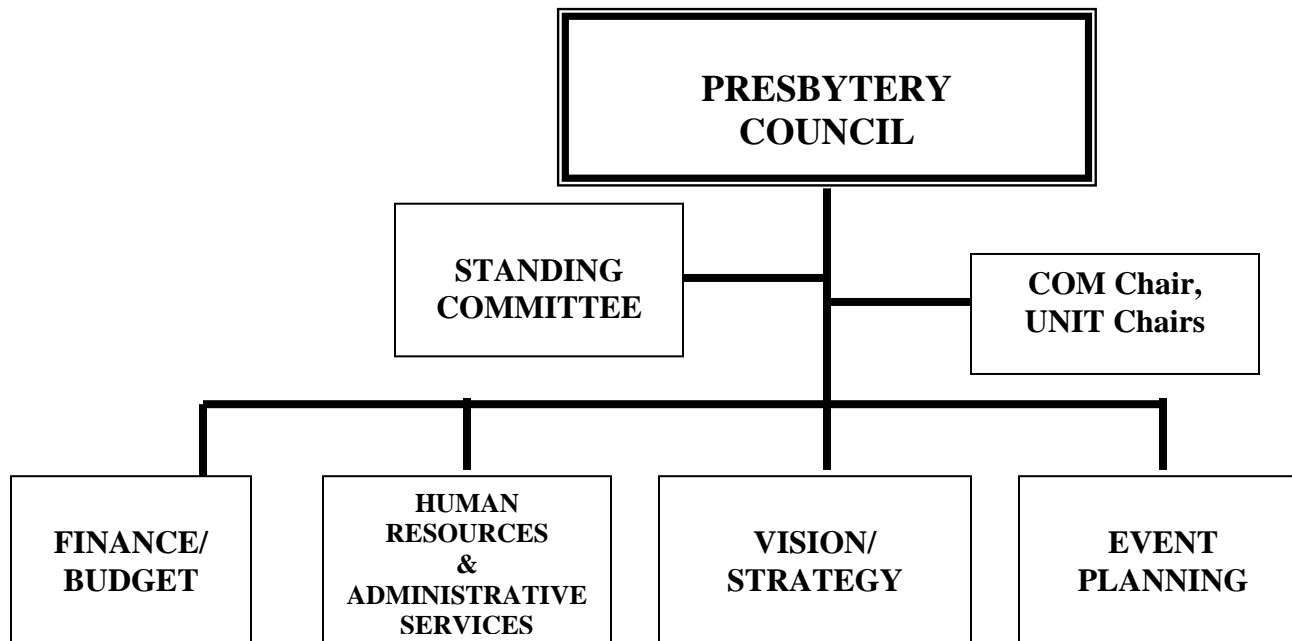 PRESBYTERY
COUNCIL
STANDING
COMMITTEE
COM Chair,
UNIT Chairs
FINANCE/
BUDGET
HUMAN
RESOURCES
&
ADMINISTRATIVE
SERVICES
VISION/
STRATEGY
EVENT
PLANNING